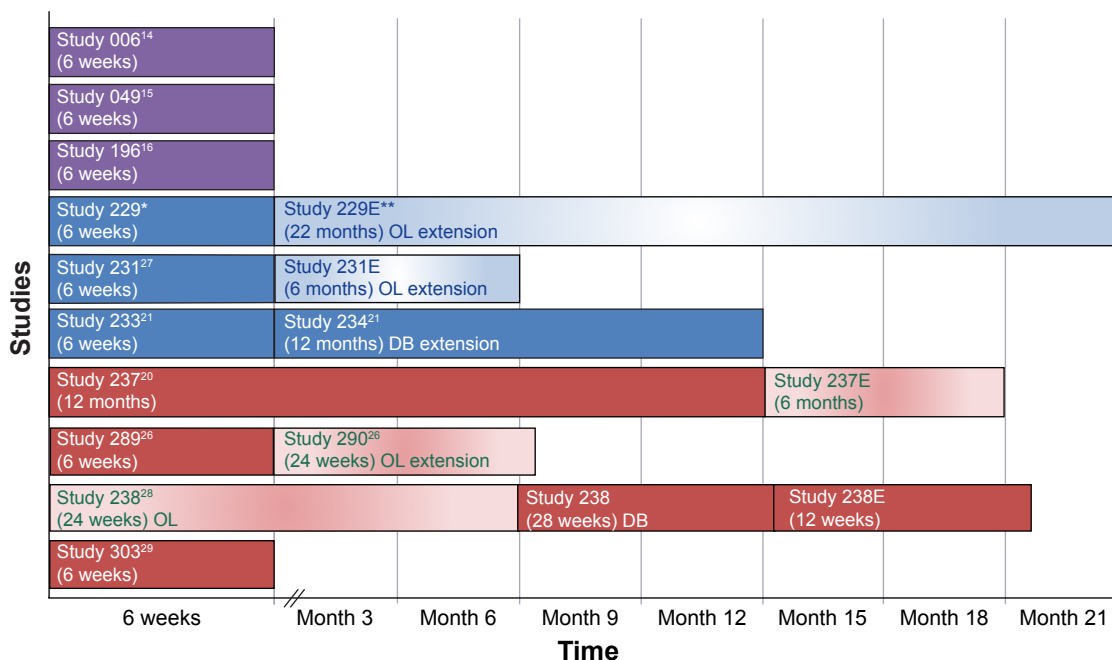 Study 006¹⁴
(6 weeks)
Study 049¹⁵
(6 weeks)
Study 196¹⁶
(6 weeks)
Study 229*
(6 weeks)
Study 229E**
(22 months) OL extension
Study 231²⁷
(6 weeks)
Study 231E
(6 months) OL extension
Study 233²¹
(6 weeks)
Study 234²¹
(12 months) DB extension
Study 237²⁰
(12 months)
Study 237E
(6 months)
Study 289²⁶
(6 weeks)
Study 290²⁶
(24 weeks) OL extension
Study 238²⁸
(24 weeks) OL
Study 238
(28 weeks) DB
Study 238E
(12 weeks)
Study 303²⁹
(6 weeks)
Studies
6 weeks
Month 3
Month 6
Month 9
Month 12
Month 15
Month 18
Month 21
Time